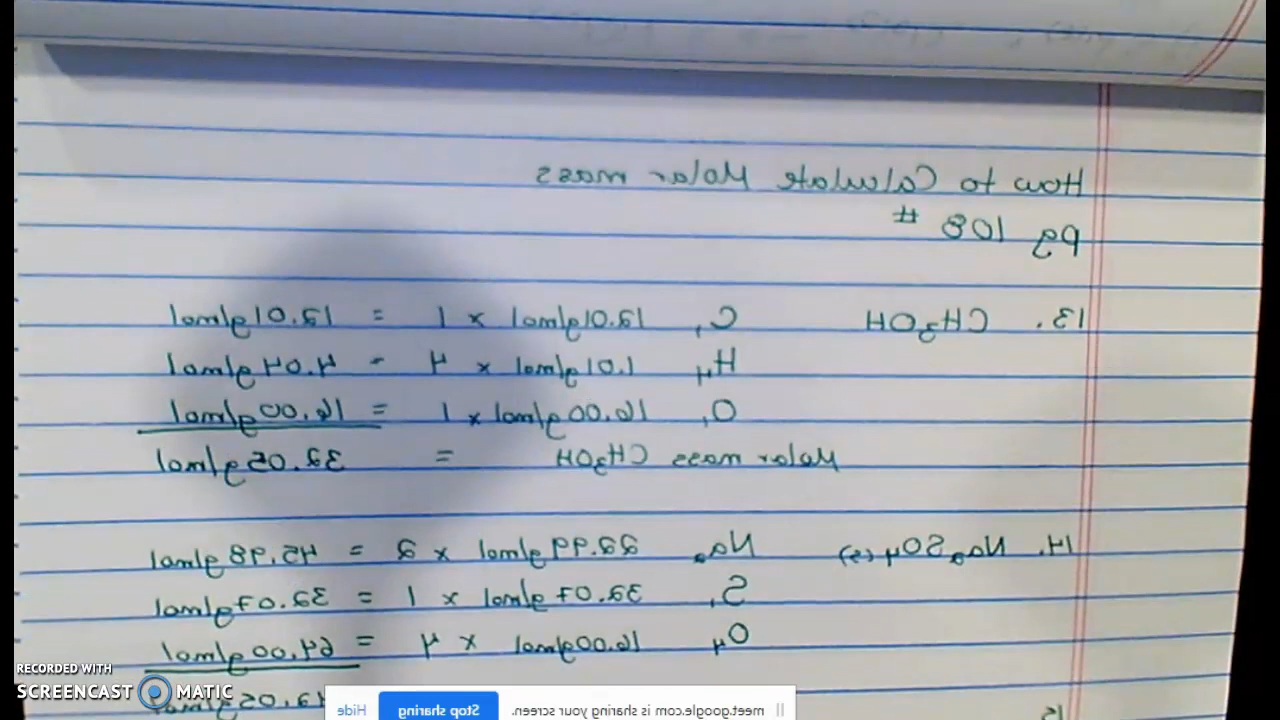 How to Calculate Molar mass
pg 108 #
13. CH₃OH C₁ 12.01g/mol x 1 = 12.01g/mol
H₄ 1.01g/mol x 4 = 4.04g/mol
O₁ 16.00g/mol x 1 = 16.00g/mol
Molar mass CH₃OH = 32.05g/mol
14. Na₂SO₄(s) Na₂ 22.99g/mol x 2 = 45.98g/mol
S₁ 32.07g/mol x 1 = 32.07g/mol
O₄ 16.00g/mol x 4 = 64.00g/mol
RECORDED WITH
SCREENCAST MATIC
meet.google.com is sharing your screen. Stop sharing Hide